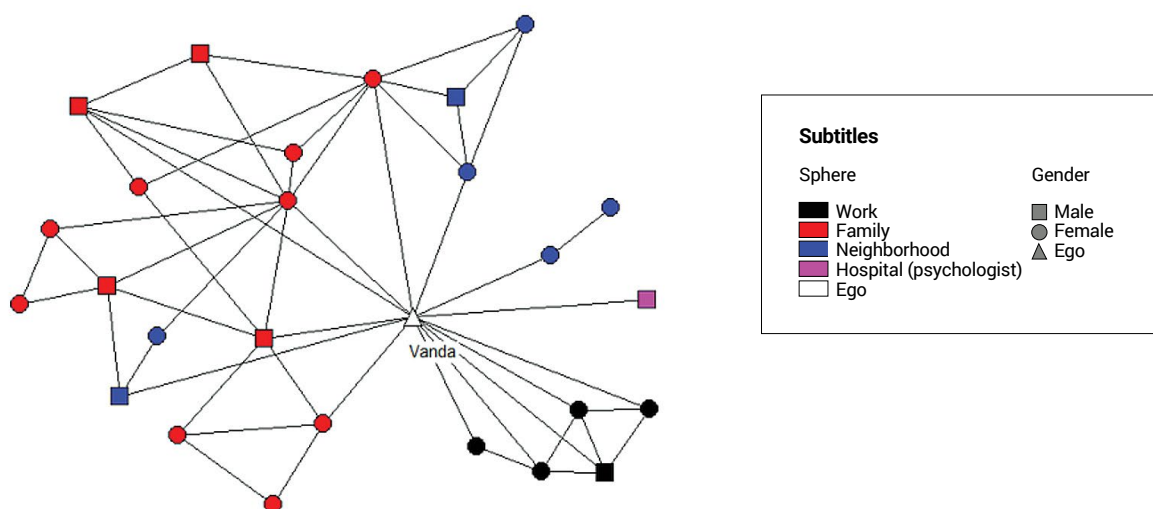 Vanda
Subtitles
Sphere
Gender
Work
Family
Neighborhood
Hospital (psychologist)
Ego
Male
Female
Ego